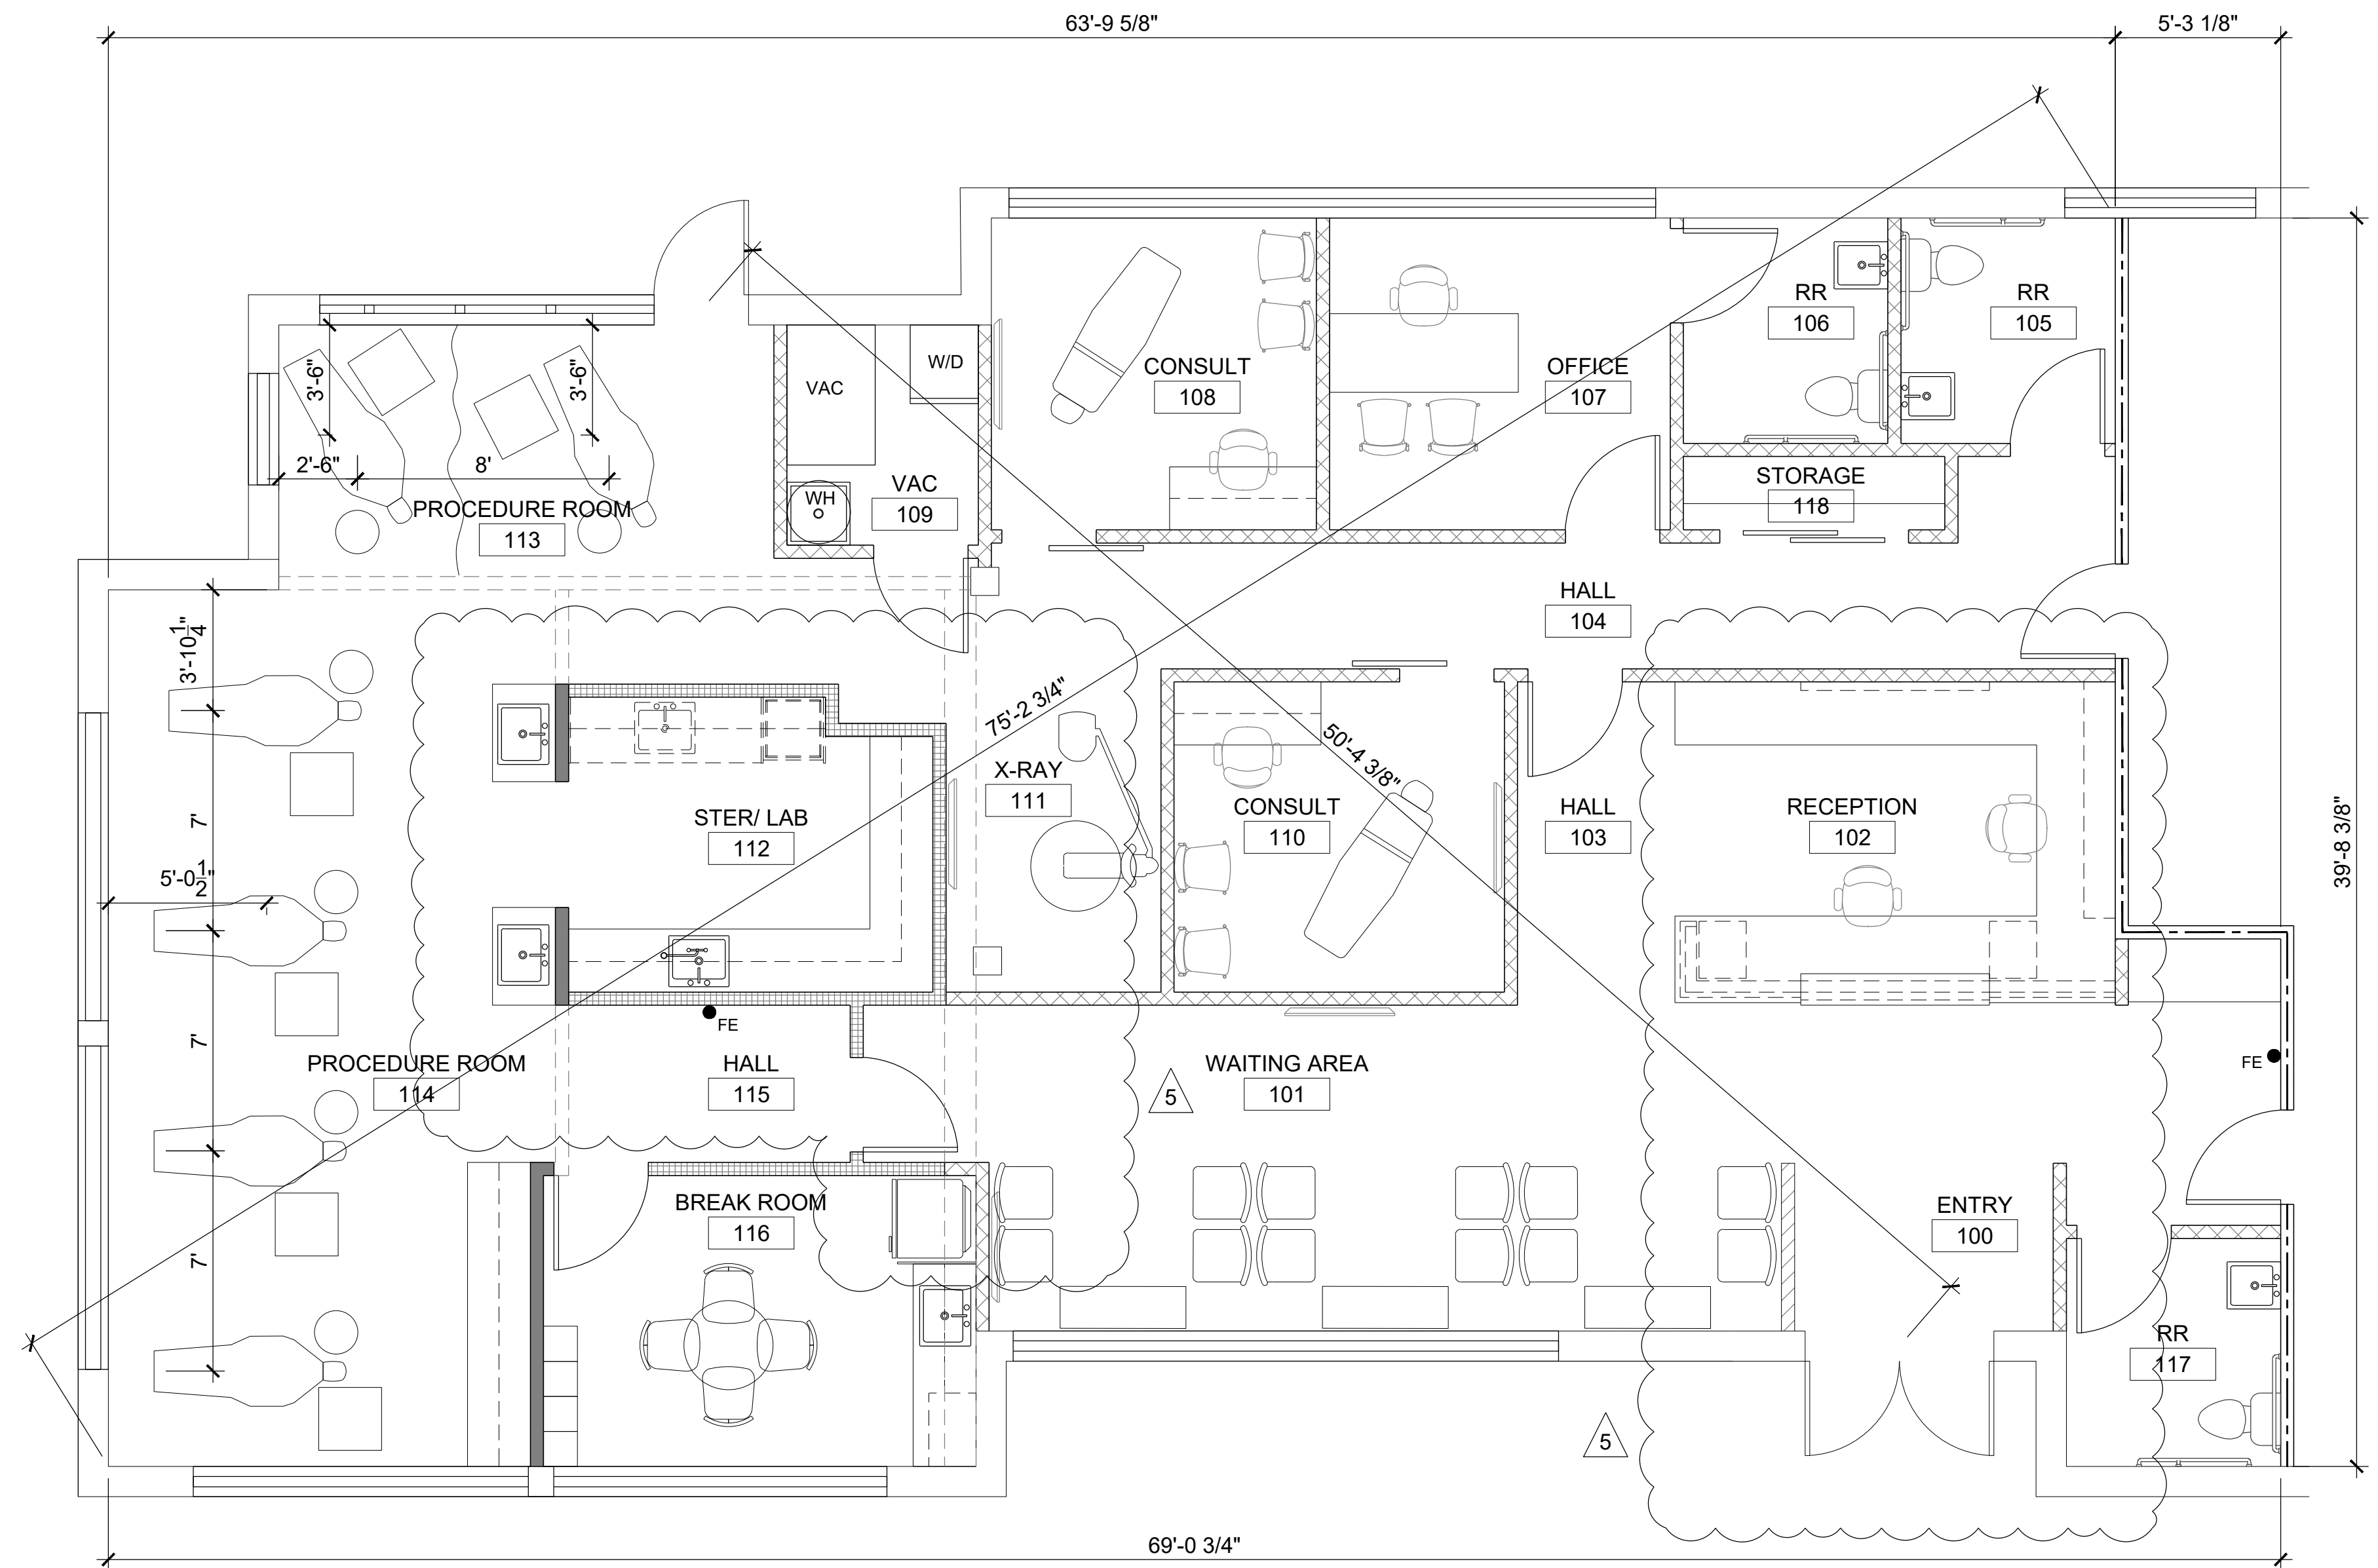 63'-9 5/8"
5'-3 1/8"
RR
106
RR
105
VAC
W/D
CONSULT
108
OFFICE
107
3'-6"
3'-6"
2'-6"
8'
PROCEDURE ROOM
113
WH
VAC
109
STORAGE
118
HALL
104
3'-10 1/4"
75'-2 3/4"
50'-4 3/8"
X-RAY
111
STER/ LAB
112
CONSULT
110
HALL
103
RECEPTION
102
39'-8 3/8"
7'
5'-0 1/2"
FE
7'
PROCEDURE ROOM
114
HALL
115
5
WAITING AREA
101
FE
BREAK ROOM
116
ENTRY
100
7'
RR
117
5
69'-0 3/4"